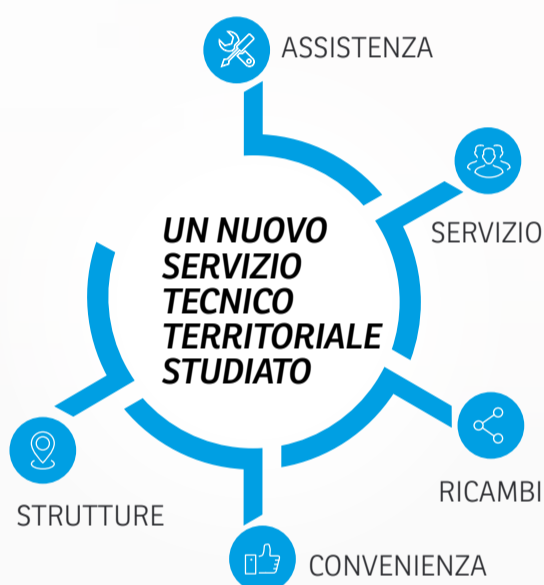 ASSISTENZA
SERVIZIO
UN NUOVO
SERVIZIO
TECNICO
TERRITORIALE
STUDIATO
RICAMBI
STRUTTURE
CONVENIENZA